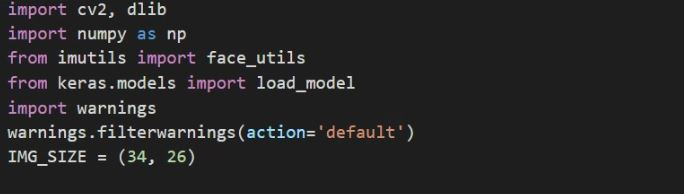 import cv2, dlib
import numpy as np
from imutils import face_utils
from keras.models import load_model
import warnings
warnings.filterwarnings(action='default')
IMG_SIZE = (34, 26)